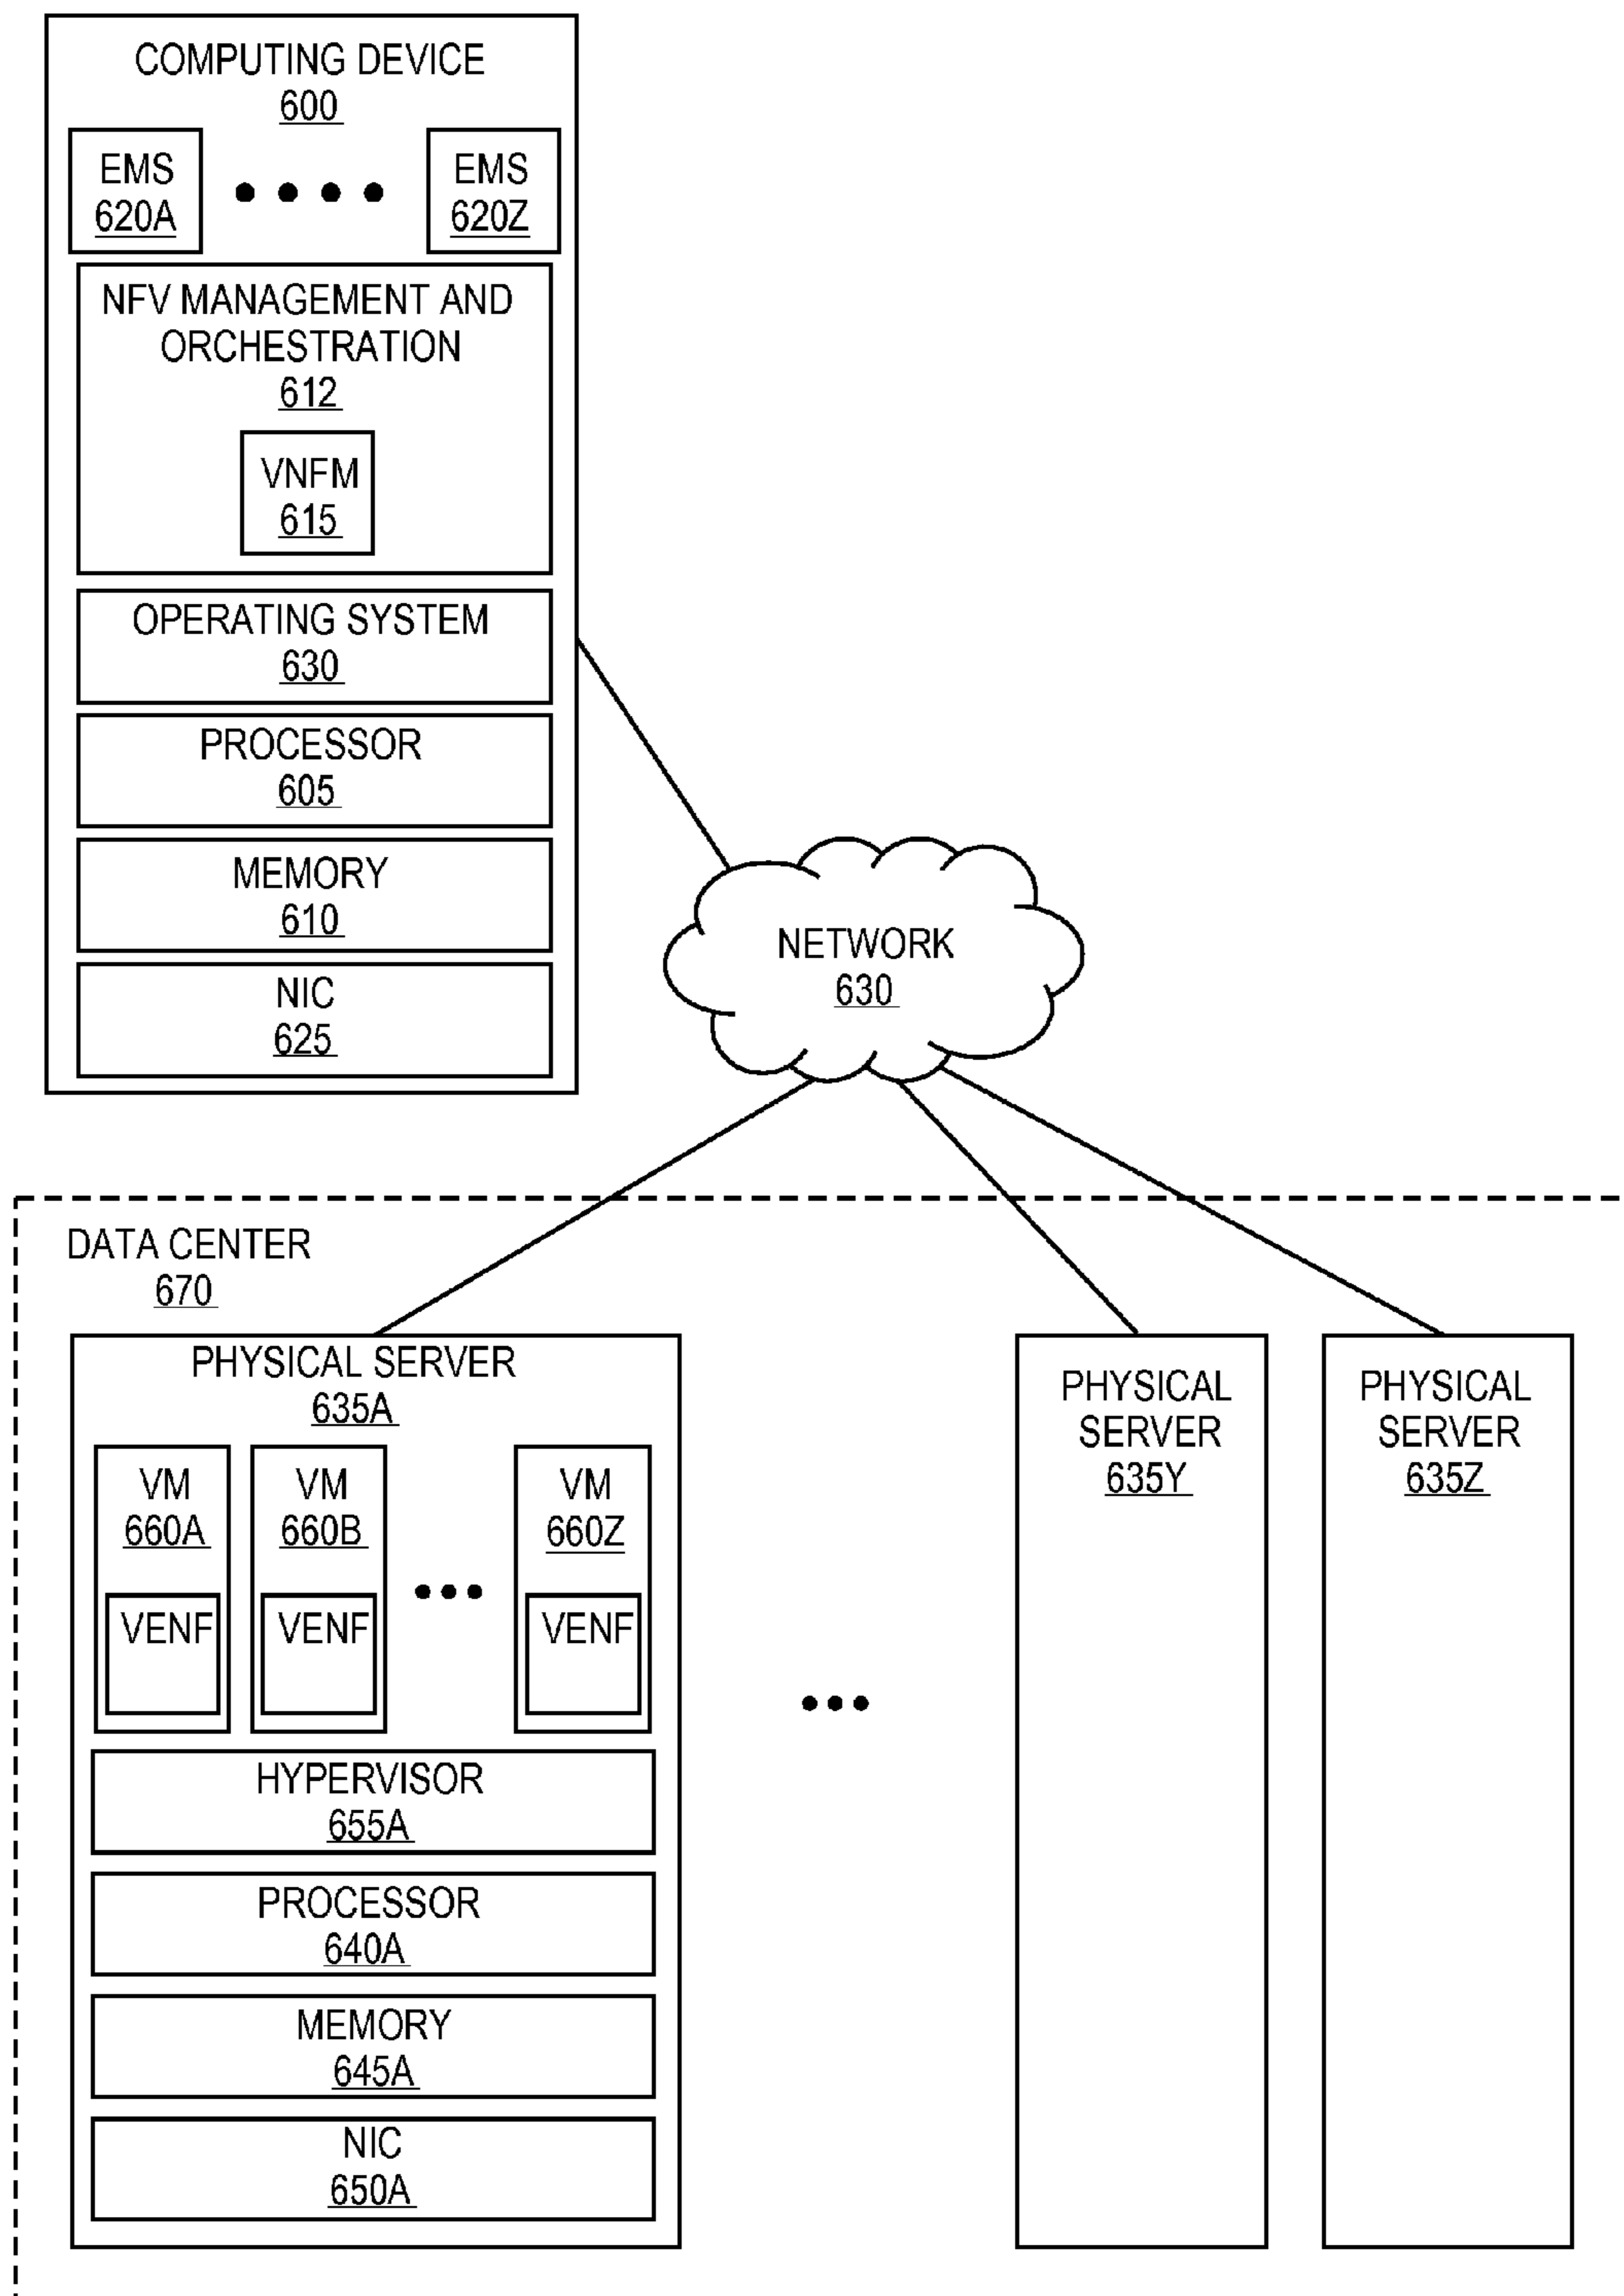 COMPUTING DEVICE
600
EMS
620A
EMS
620Z
NFV MANAGEMENT AND
ORCHESTRATION
612
VNFM
615
OPERATING SYSTEM
630
PROCESSOR
605
MEMORY
610
NIC
625
NETWORK
630
DATA CENTER
670
PHYSICAL SERVER
635A
VM
660A
VENF
VM
660B
VENF
VM
660Z
VENF
HYPERVISOR
655A
PROCESSOR
640A
MEMORY
645A
NIC
650A
PHYSICAL
SERVER
635Y
PHYSICAL
SERVER
635Z